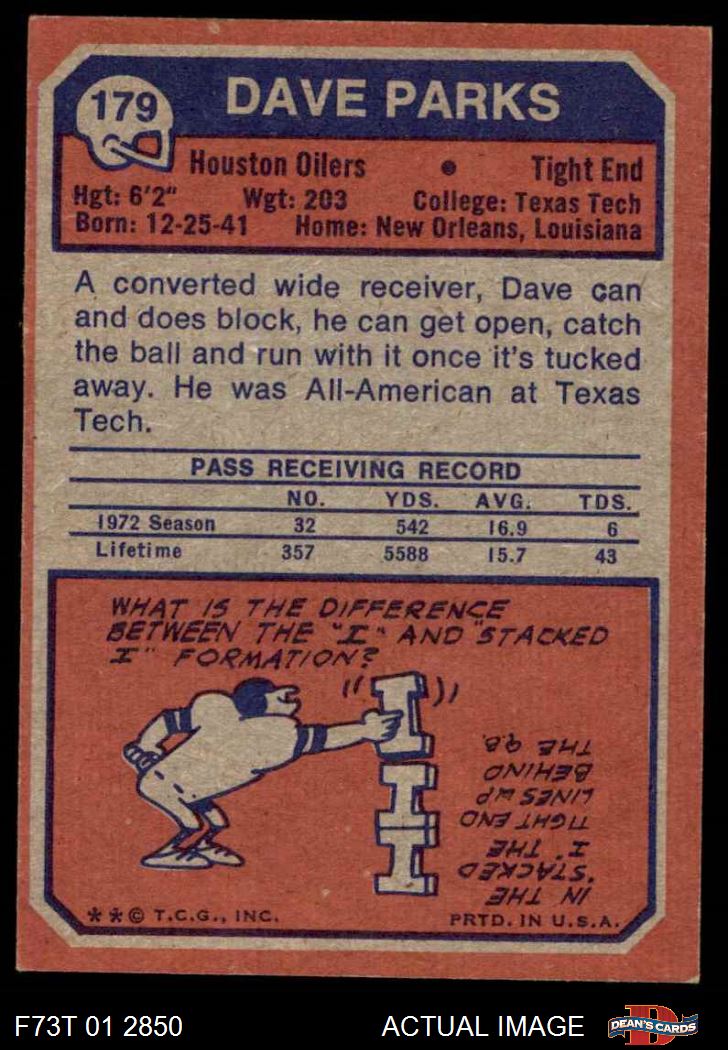 179
DAVE PARKS
Houston Oilers • Tight End
Hgt: 6'2" Wgt: 203 College: Texas Tech
Born: 12-25-41 Home: New Orleans, Louisiana
A converted wide receiver, Dave can
and does block, he can get open, catch
the ball and run with it once it's tucked
away. He was All-American at Texas
Tech.
PASS RECEIVING RECORD
NO. YDS. AVG. TDS.
1972 Season 32 542 16.9 6
Lifetime 357 5588 15.7 43
WHAT IS THE DIFFERENCE
BETWEEN THE "I" AND "STACKED
I" FORMATION?
I
I
I
IN THE
"STACKED
I" THE
TIGHT END
LINES UP
BEHIND
THE Q.B.
**© T.C.G., INC.
PRTD. IN U.S.A.
F73T 01 2850
ACTUAL IMAGE
D
DEAN'S CARDS